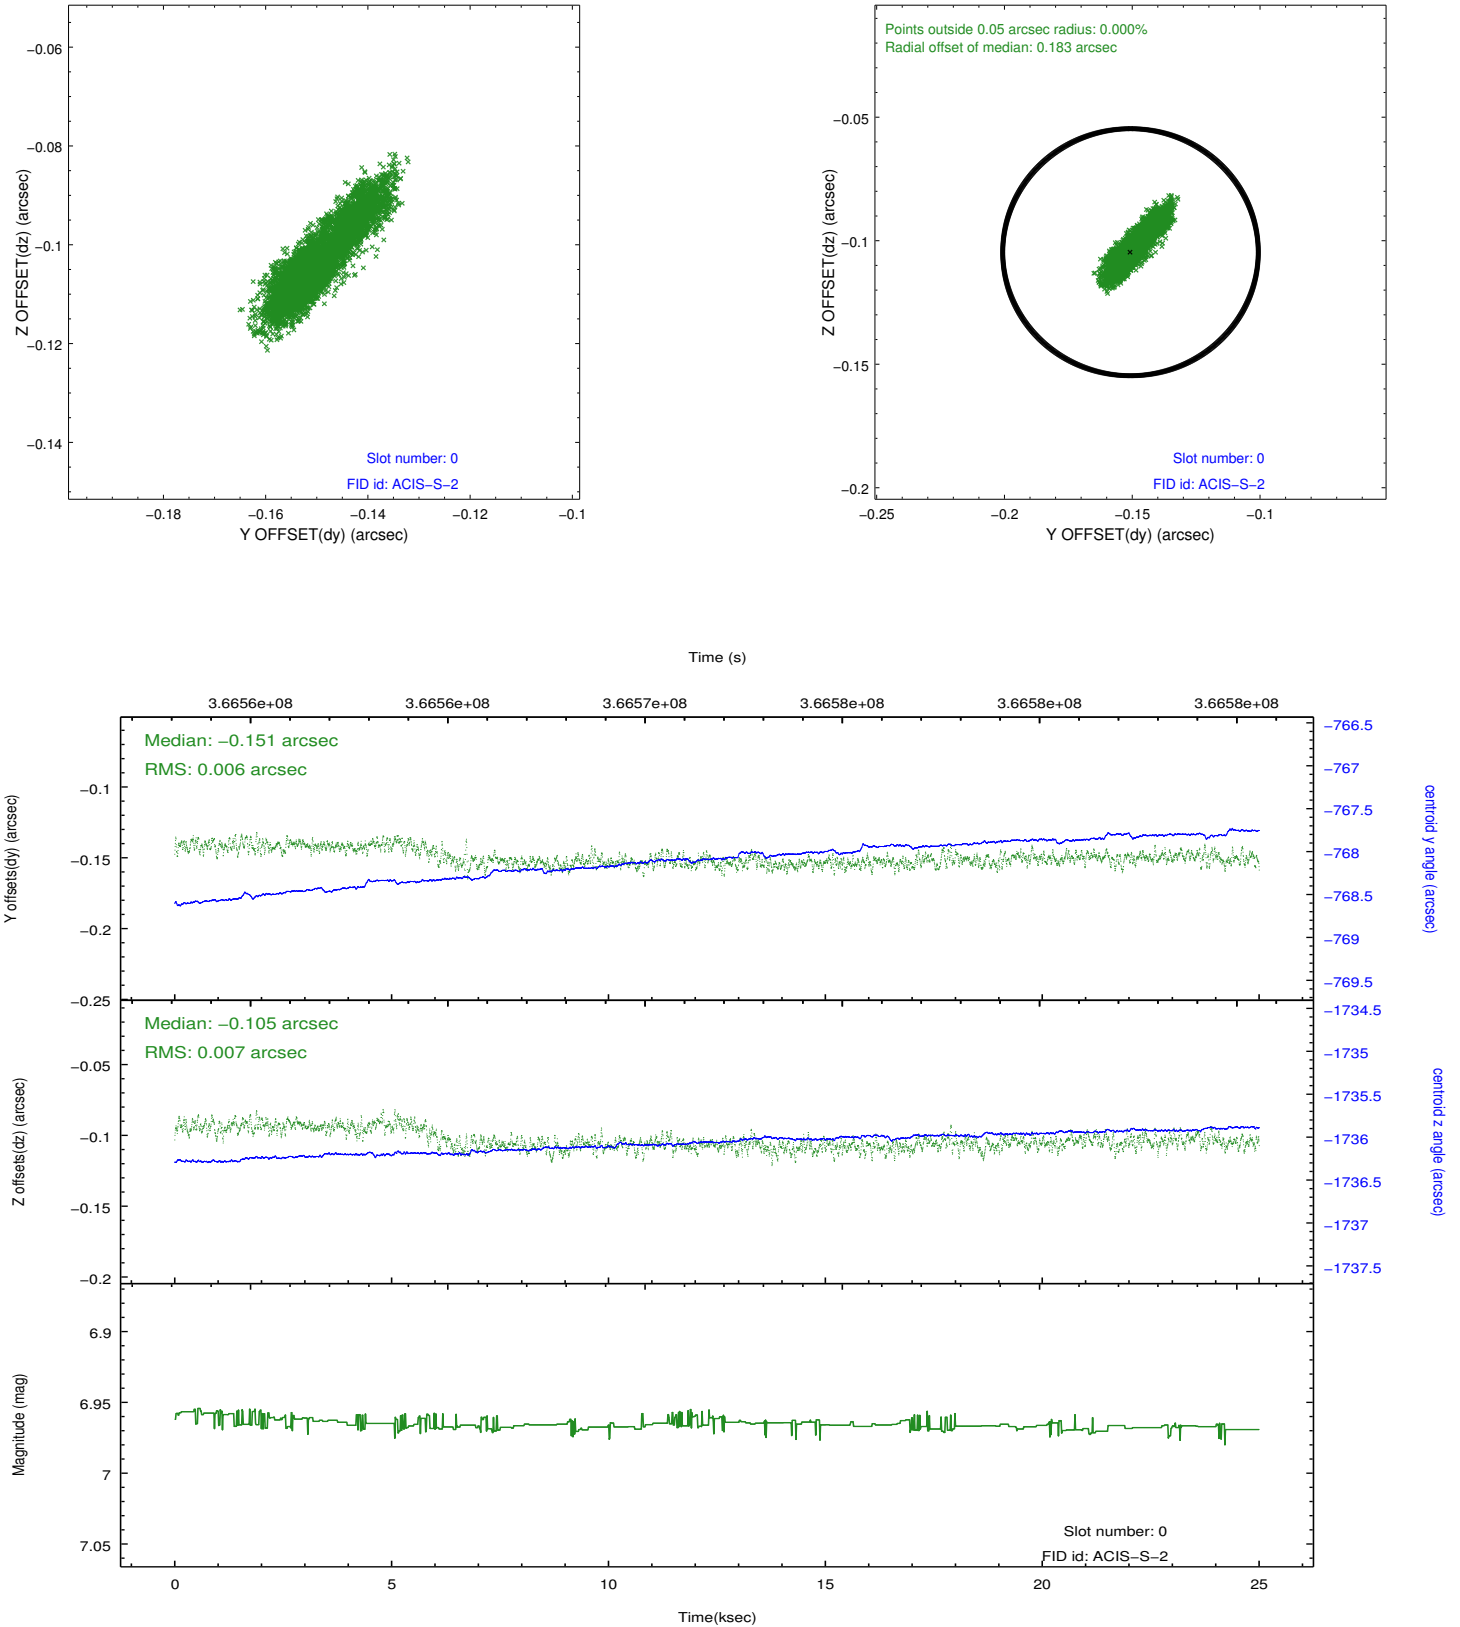 −0.06
−0.08
−0.1
−0.12
−0.14
Z OFFSET(dz) (arcsec)
Slot number: 0
FID id: ACIS−S−2
−0.18 −0.16 −0.14 −0.12 −0.1
Y OFFSET(dy) (arcsec)
Points outside 0.05 arcsec radius: 0.000%
Radial offset of median: 0.183 arcsec
−0.05
−0.1
−0.15
−0.2
Z OFFSET(dz) (arcsec)
Slot number: 0
FID id: ACIS−S−2
−0.25 −0.2 −0.15 −0.1
Y OFFSET(dy) (arcsec)
Time (s)
3.6656e+08 3.6656e+08 3.6657e+08 3.6658e+08 3.6658e+08 3.6658e+08
Median: −0.151 arcsec
RMS: 0.006 arcsec
−0.1
−0.15
−0.2
−0.25
Y offsets(dy) (arcsec)
−766.5
−767
−767.5
−768
−768.5
−769
−769.5
centroid y angle (arcsec)
Median: −0.105 arcsec
RMS: 0.007 arcsec
−0.05
−0.1
−0.15
−0.2
Z offsets(dz) (arcsec)
−1734.5
−1735
−1735.5
−1736
−1736.5
−1737
−1737.5
centroid z angle (arcsec)
6.9
6.95
7
7.05
Magnitude (mag)
Slot number: 0
FID id: ACIS−S−2
0 5 10 15 20 25
Time(ksec)